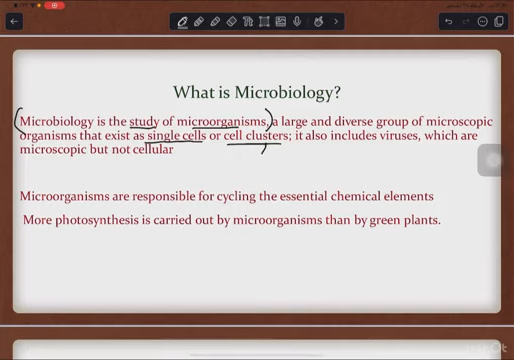 What is Microbiology?
Microbiology is the study of microorganisms, a large and diverse group of microscopic
organisms that exist as single cells or cell clusters; it also includes viruses, which are
microscopic but not cellular
Microorganisms are responsible for cycling the essential chemical elements
More photosynthesis is carried out by microorganisms than by green plants.